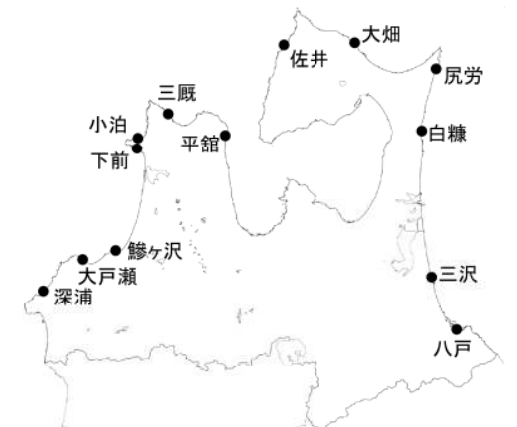 大畑
佐井
尻労
三厩
小泊
平舘
白糠
下前
鰺ヶ沢
大戸瀬
三沢
深浦
八戸